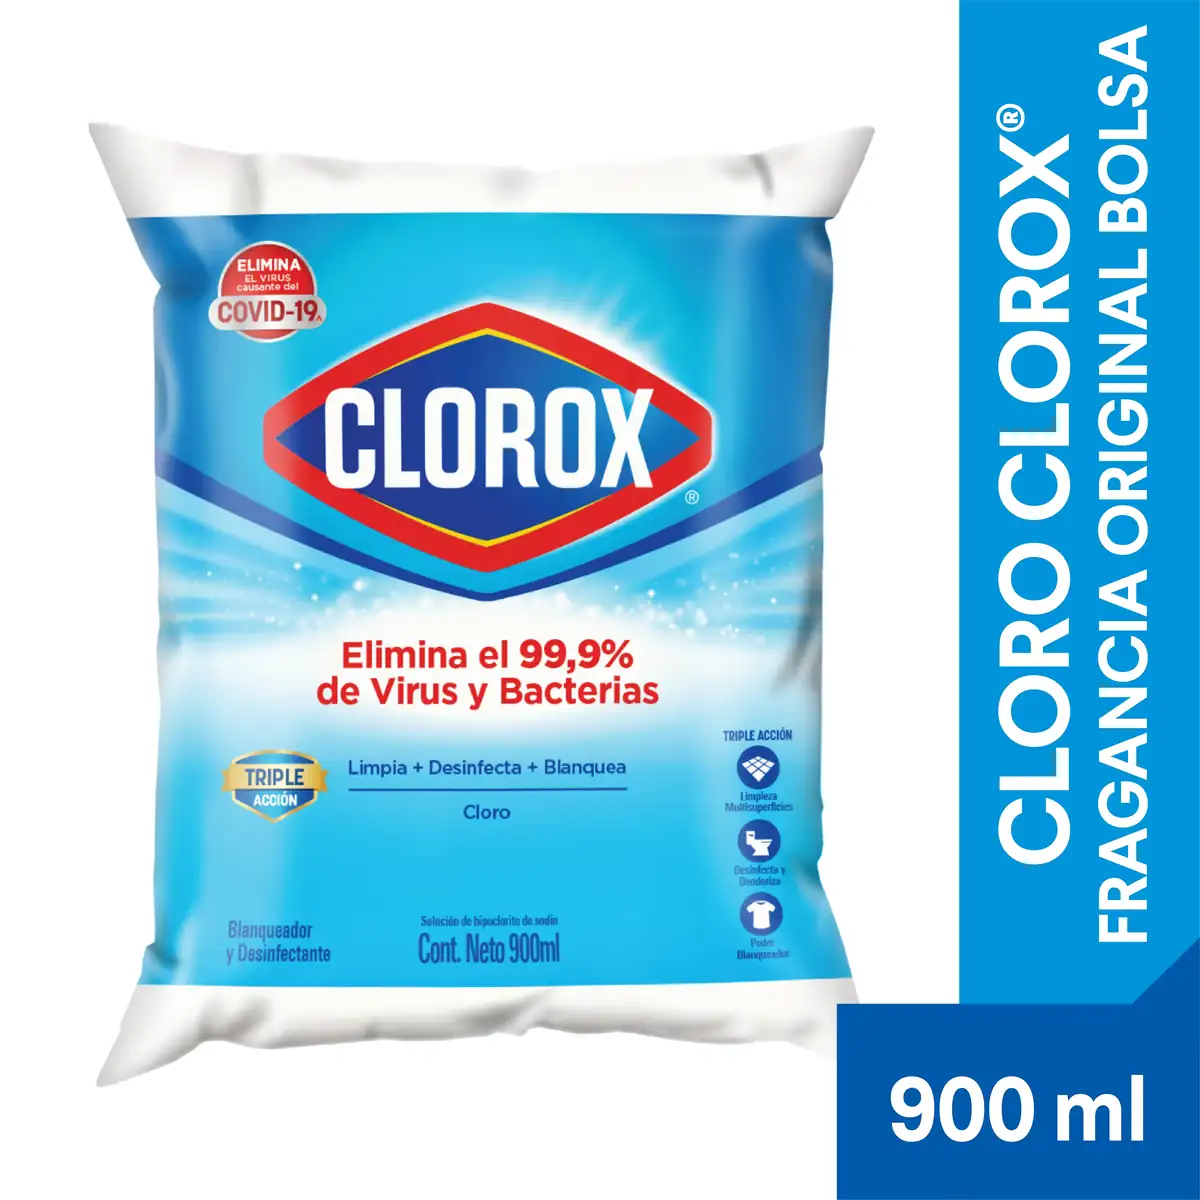 ELIMINA
EL VIRUS
causante del
COVID-19^
CLOROX
®
Elimina el 99,9%
de Virus y Bacterias
TRIPLE
ACCIÓN
Limpia + Desinfecta + Blanquea
Cloro
TRIPLE ACCIÓN
Limpieza
Multisuperficies
Desinfecta y
Deodoriza
Poder
Blanqueador
Blanqueador
y Desinfectante
Solución de hipoclorito de sodio
Cont. Neto 900ml
CLORO CLOROX®
FRAGANCIA ORIGINAL BOLSA
900 ml